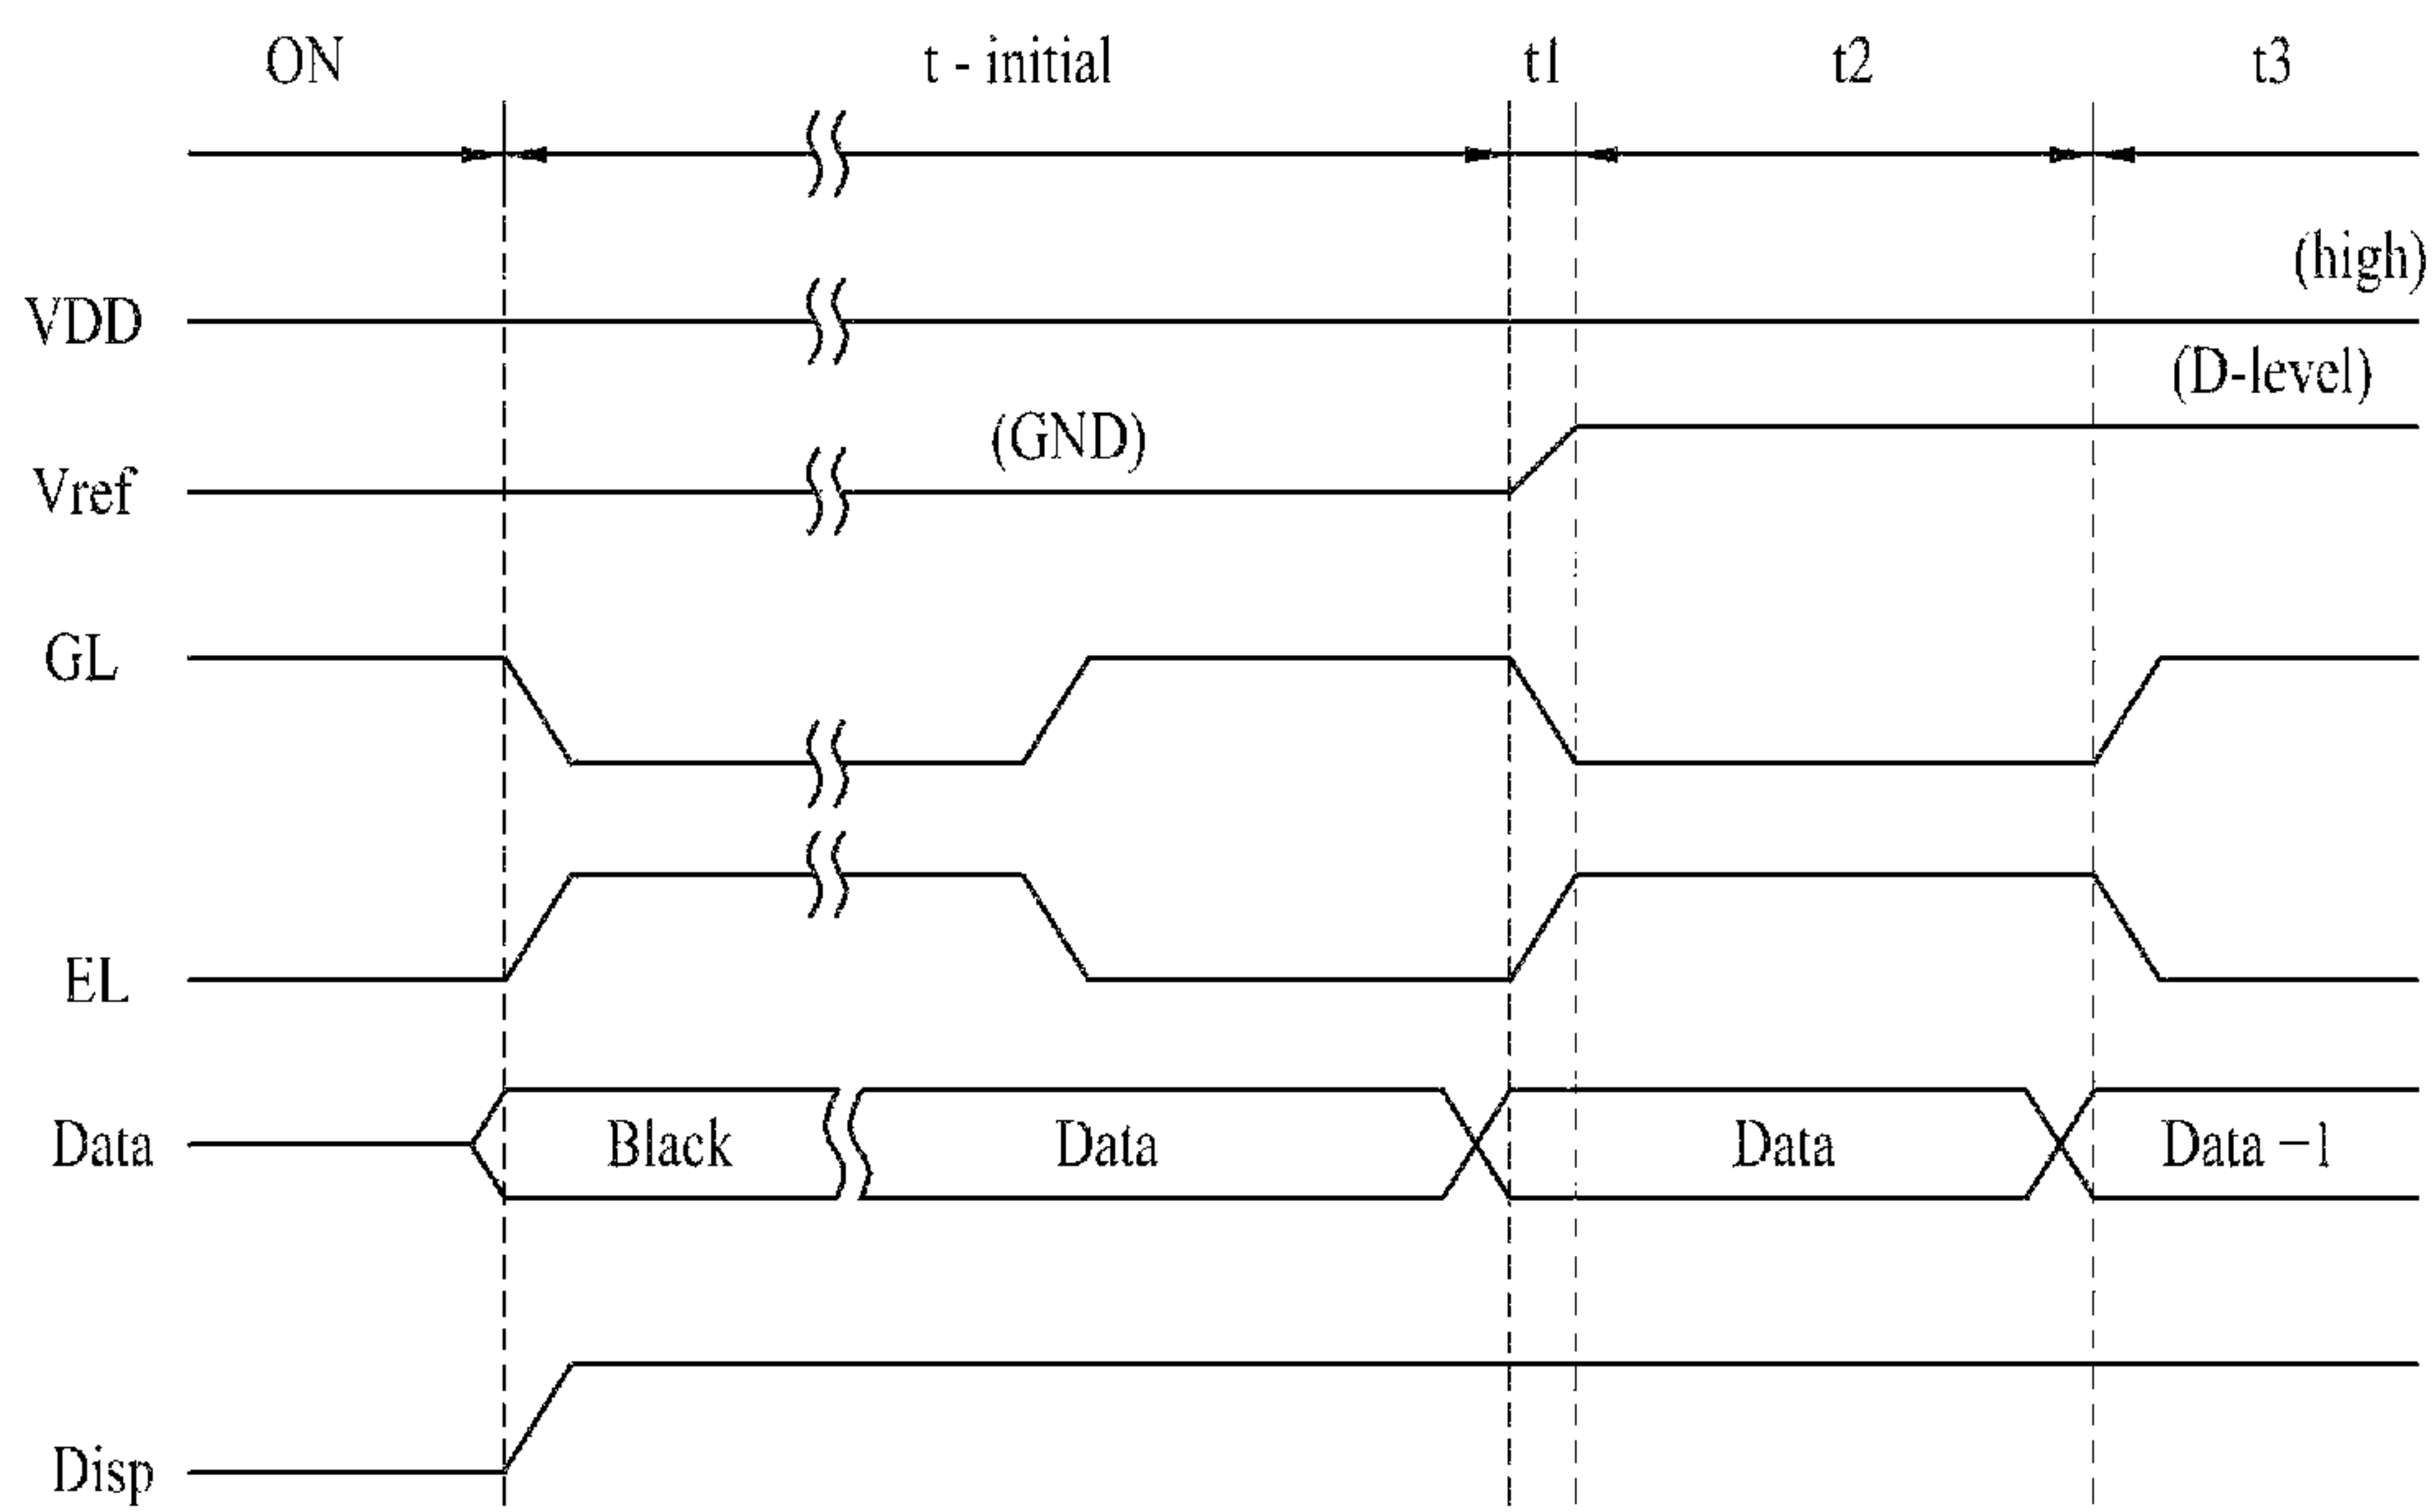 ON t - initial t1 t2 t3
(high)
VDD
(D-level)
(GND)
Vref
GL
EL
Data Black Data Data Data −1
Disp